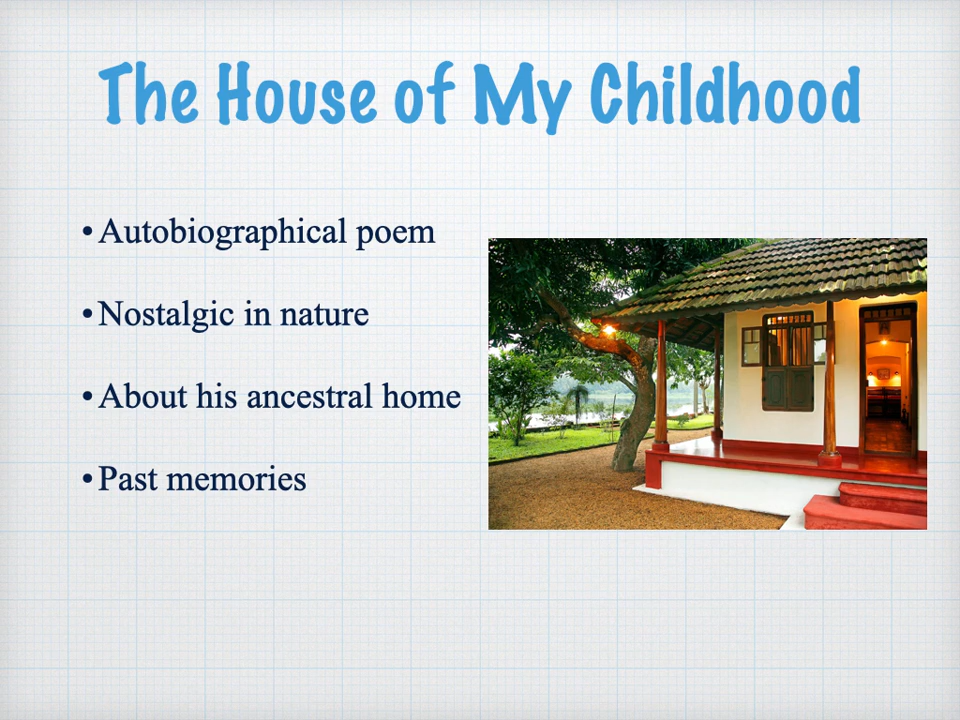 The House of My Childhood
• Autobiographical poem
• Nostalgic in nature
• About his ancestral home
• Past memories